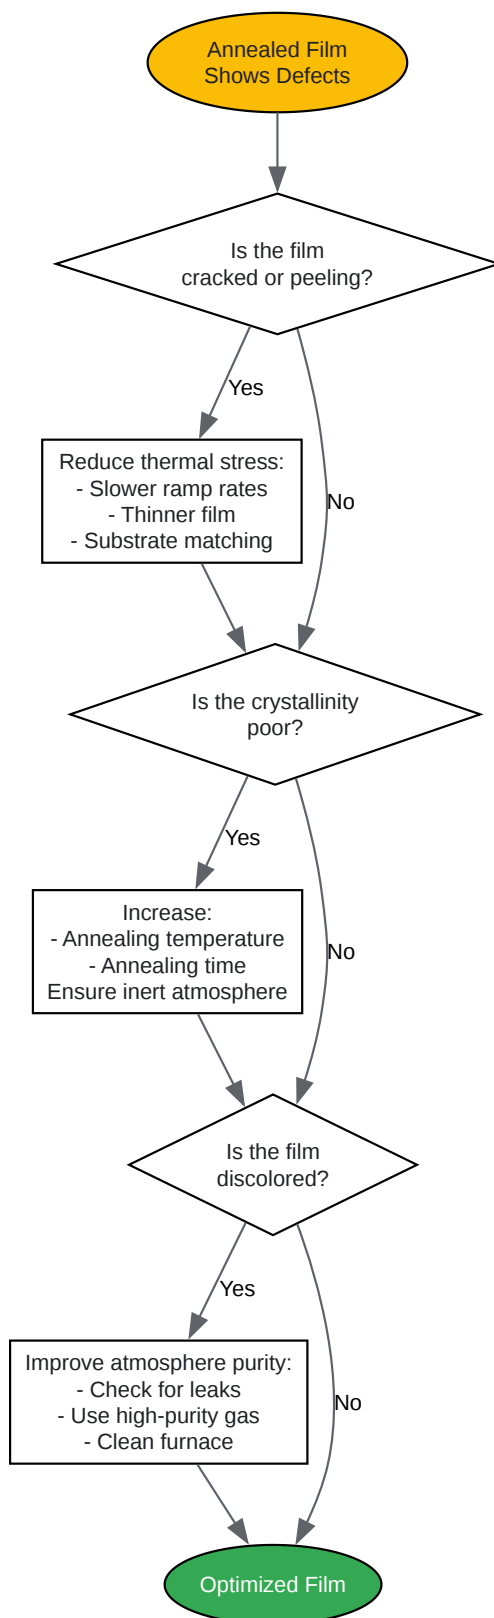 Annealed Film
Shows Defects
Is the film
cracked or peeling?
Yes
Reduce thermal stress:
- Slower ramp rates
- Thinner film
- Substrate matching
No
Is the crystallinity
poor?
Yes
Increase:
- Annealing temperature
- Annealing time
Ensure inert atmosphere
No
Is the film
discolored?
Yes
Improve atmosphere purity:
- Check for leaks
- Use high-purity gas
- Clean furnace
No
Optimized Film